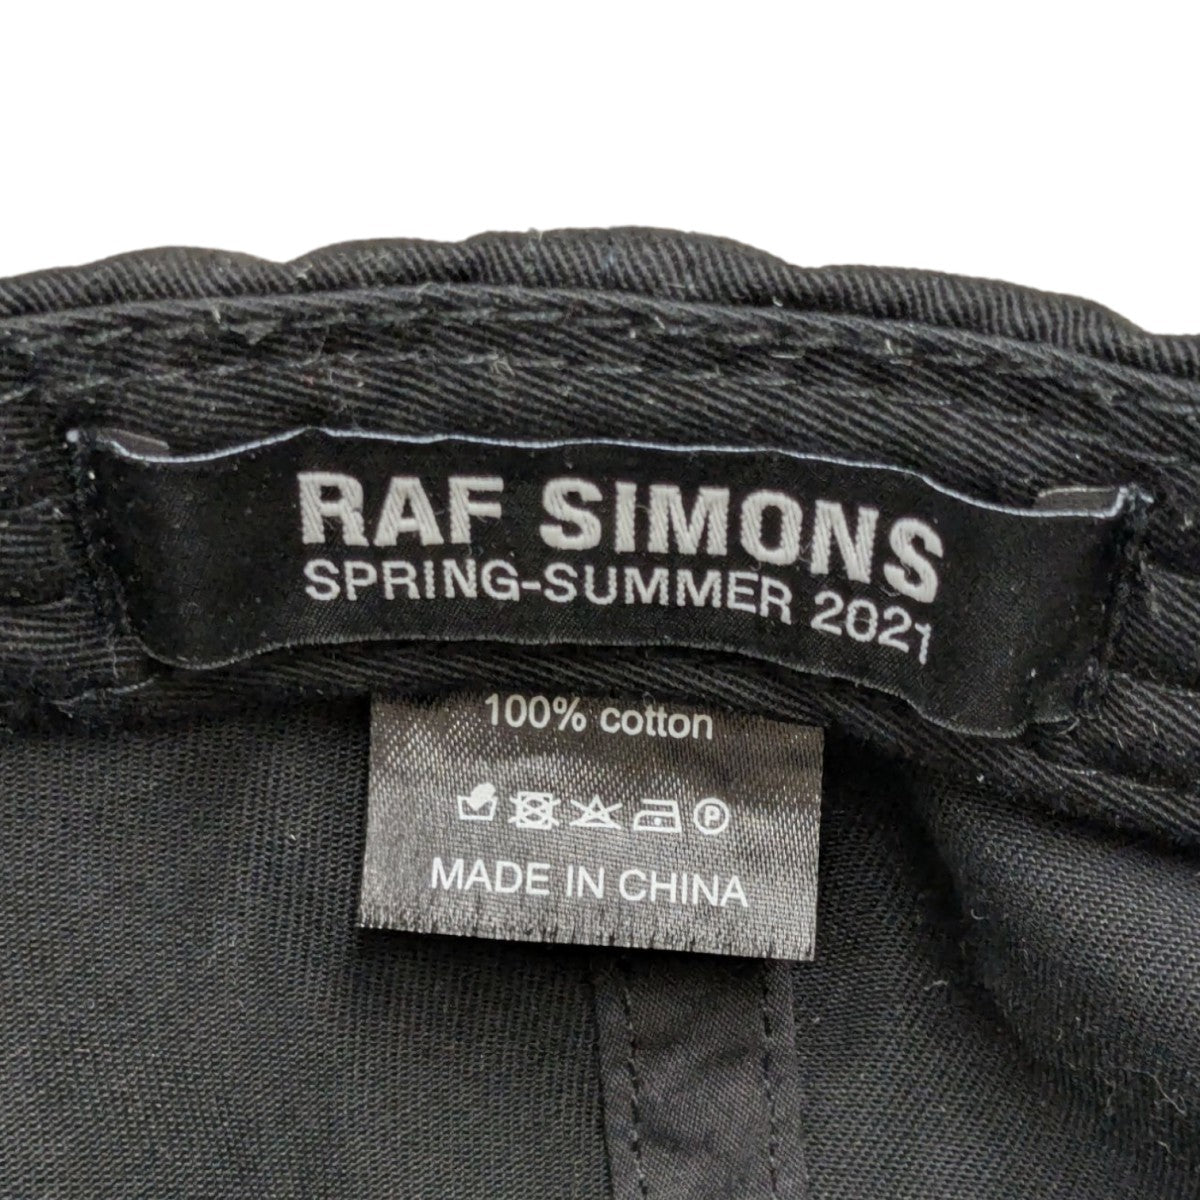 RAF SIMONS
SPRING-SUMMER 2021
100% cotton
P
MADE IN CHINA